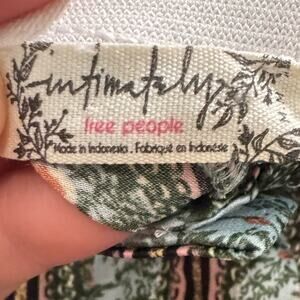 intimately
free people
Made in Indonesia . Fabriqué en Indonésie